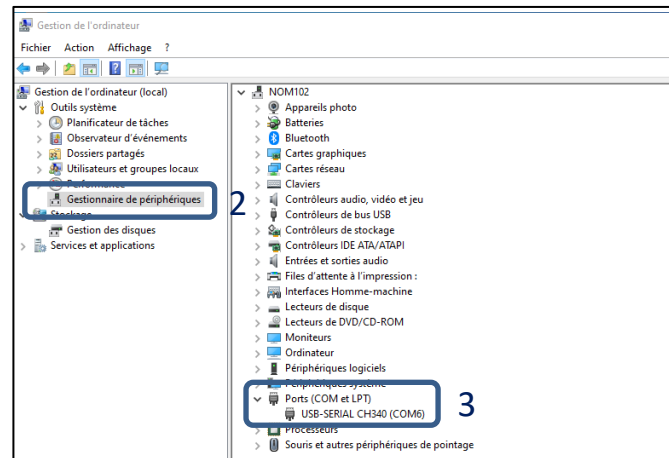 Gestion de l'ordinateur
Fichier Action Affichage ?
Gestion de l'ordinateur (local)
Outils système
Planificateur de tâches
Observateur d'événements
Dossiers partagés
Utilisateurs et groupes locaux
Performance
Gestionnaire de périphériques
2
Stockage
Gestion des disques
Services et applications
NOM102
Appareils photo
Batteries
Bluetooth
Cartes graphiques
Cartes réseau
Claviers
Contrôleurs audio, vidéo et jeu
Contrôleurs de bus USB
Contrôleurs de stockage
Contrôleurs IDE ATA/ATAPI
Entrées et sorties audio
Files d'attente à l'impression :
Interfaces Homme-machine
Lecteurs de disque
Lecteurs de DVD/CD-ROM
Moniteurs
Ordinateur
Périphériques logiciels
Périphériques système
Ports (COM et LPT)
USB-SERIAL CH340 (COM6)
3
Processeurs
Souris et autres périphériques de pointage